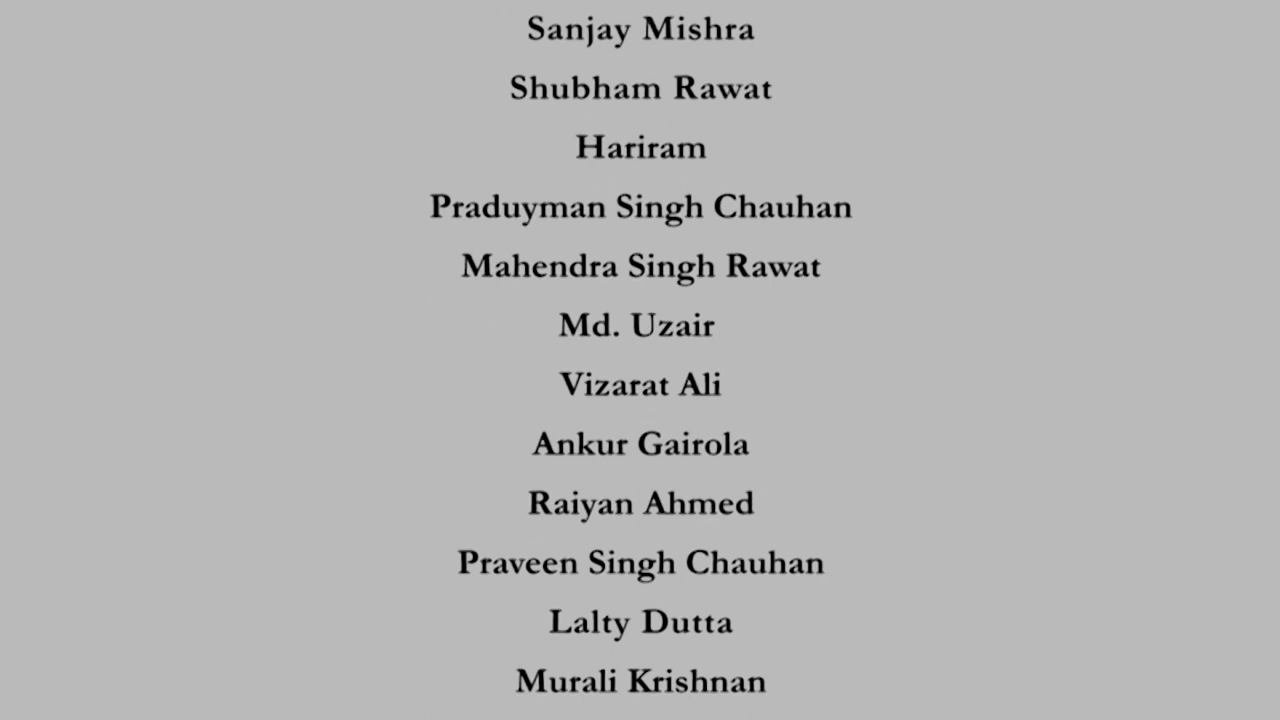 Sanjay Mishra
Shubham Rawat
Hariram
Praduyman Singh Chauhan
Mahendra Singh Rawat
Md. Uzair
Vizarat Ali
Ankur Gairola
Raiyan Ahmed
Praveen Singh Chauhan
Lalty Dutta
Murali Krishnan